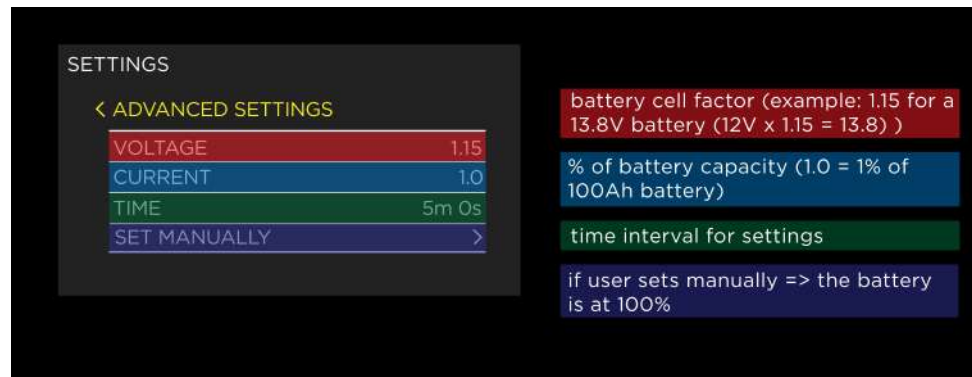 SETTINGS
< ADVANCED SETTINGS
VOLTAGE 1.15
CURRENT 1.0
TIME 5m 0s
SET MANUALLY >
battery cell factor (example: 1.15 for a
13.8V battery (12V x 1.15 = 13.8) )
% of battery capacity (1.0 = 1% of
100Ah battery)
time interval for settings
if user sets manually => the battery
is at 100%